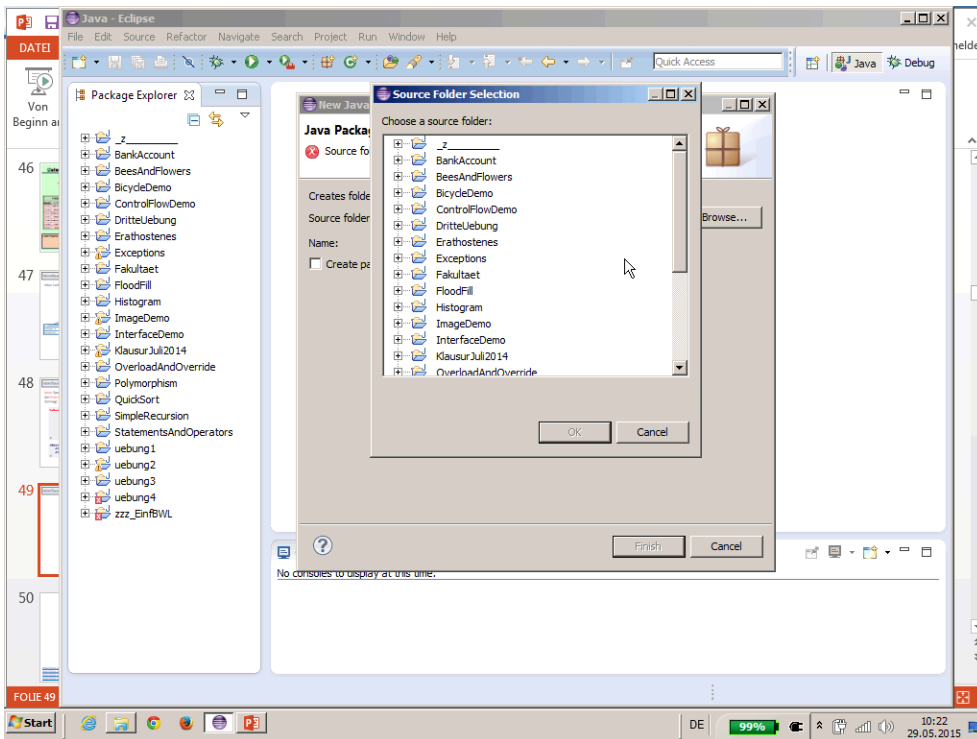 Java - Eclipse
DATEI
File Edit Source Refactor Navigate Search Project Run Window Help
Quick Access
Java
Debug
Von
Beginn
Package Explorer
_z_________
BankAccount
BeesAndFlowers
BicycleDemo
ControlFlowDemo
DritteUebung
Erathostenes
Exceptions
Fakultaet
FloodFill
Histogram
ImageDemo
InterfaceDemo
KlausurJuli2014
OverloadAndOverride
Polymorphism
QuickSort
SimpleRecursion
StatementsAndOperators
uebung1
uebung2
uebung3
uebung4
zzz_EinfBWL
46
47
48
49
50
New Java
Java Packa
Source fo
Creates folde
Source folder
Name:
Create pa
Browse...
Source Folder Selection
Choose a source folder:
_z_________
BankAccount
BeesAndFlowers
BicycleDemo
ControlFlowDemo
DritteUebung
Erathostenes
Exceptions
Fakultaet
FloodFill
Histogram
ImageDemo
InterfaceDemo
KlausurJuli2014
OverloadAndOverride
OK Cancel
Finish Cancel
No consoles to display at this time.
FOLIE 49
Start
DE
99%
10:22
29.05.2015